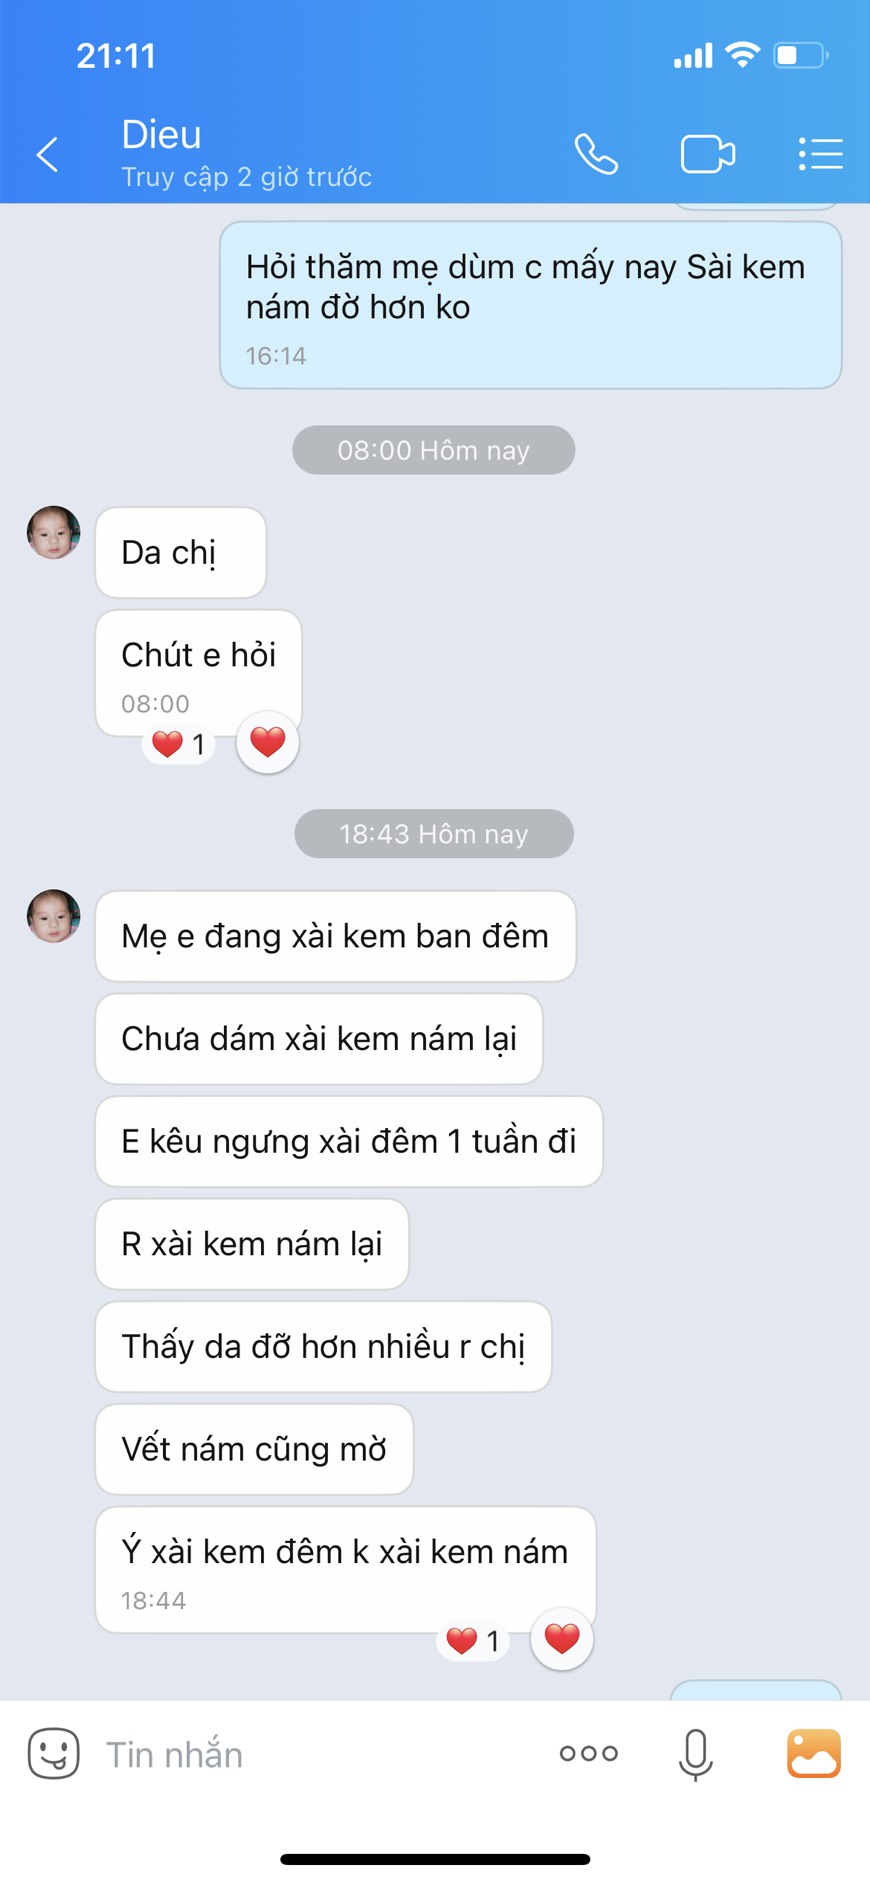 21:11
Dieu
Truy cập 2 giờ trước
Hỏi thăm mẹ dùm c mấy nay Sài kem
nám đờ hơn ko
16:14
08:00 Hôm nay
Da chị
Chút e hỏi
08:00
1
18:43 Hôm nay
Mẹ e đang xài kem ban đêm
Chưa dám xài kem nám lại
E kêu ngưng xài đêm 1 tuần đi
R xài kem nám lại
Thấy da đỡ hơn nhiều r chị
Vết nám cũng mờ
Ý xài kem đêm k xài kem nám
18:44
1
Tin nhắn